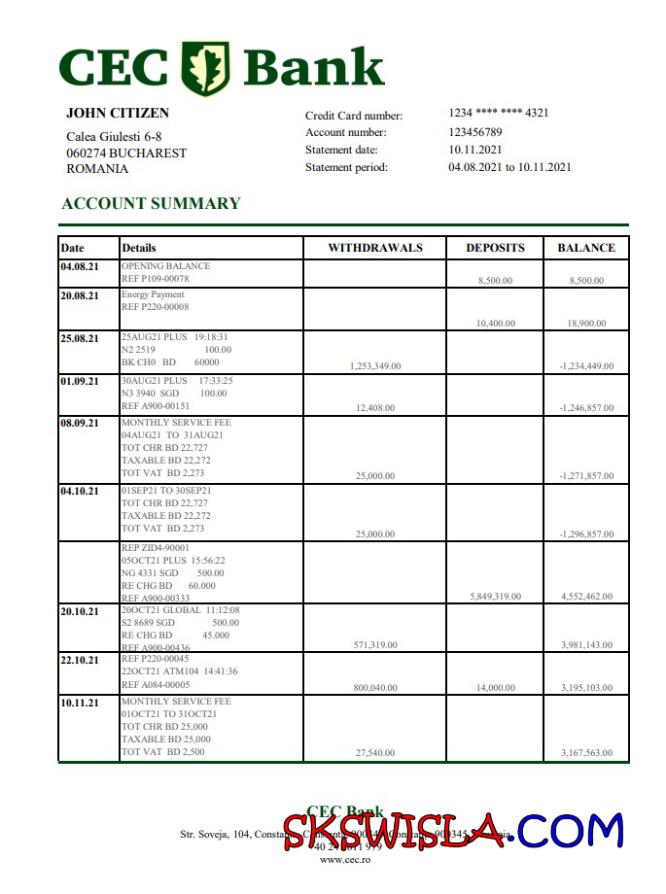 CEC Bank
JOHN CITIZEN
Calea Giulesti 6-8
060274 BUCHAREST
ROMANIA
Credit Card number: 1234 **** **** 4321
Account number: 123456789
Statement date: 10.11.2021
Statement period: 04.08.2021 to 10.11.2021
ACCOUNT SUMMARY
Date Details WITHDRAWALS DEPOSITS BALANCE
04.08.21 OPENING BALANCE
REF P109-00078 8,500.00 8,500.00
20.08.21 Energy Payment
REF P220-00008
10,400.00 18,900.00
25.08.21 25AUG21 PLUS 19:18:31
N2 2519 100.00
BK CH0 BD 60000 1,253,349.00 -1,234,449.00
01.09.21 30AUG21 PLUS 17:33:25
N3 3940 SGD 100.00
REF A900-00151 12,408.00 -1,246,857.00
08.09.21 MONTHLY SERVICE FEE
04AUG21 TO 31AUG21
TOT CHR BD 22,727
TAXABLE BD 22,272
TOT VAT BD 2,273 25,000.00 -1,271,857.00
04.10.21 01SEP21 TO 30SEP21
TOT CHR BD 22,727
TAXABLE BD 22,272
TOT VAT BD 2,273 25,000.00 -1,296,857.00
REP ZID4-90001
05OCT21 PLUS 15:56:22
NG 4331 SGD 500.00
RE CHG BD 60.000
REF A900-00333 5,849,319.00 4,552,462.00
20.10.21 20OCT21 GLOBAL 11:12:08
S2 8689 SGD 500.00
RE CHG BD 45.000
REF A900-00436 571,319.00 3,981,143.00
22.10.21 REF P220-00045
22OCT21 ATM104 14:41:36
REF A084-00005 800,040.00 14,000.00 3,195,103.00
10.11.21 MONTHLY SERVICE FEE
01OCT21 TO 31OCT21
TOT CHR BD 25,000
TAXABLE BD 25,000
TOT VAT BD 2,500 27,540.00 3,167,563.00
CEC Bank
Str. Soveja, 104,
SKSWISLA.COM
www.cec.ro